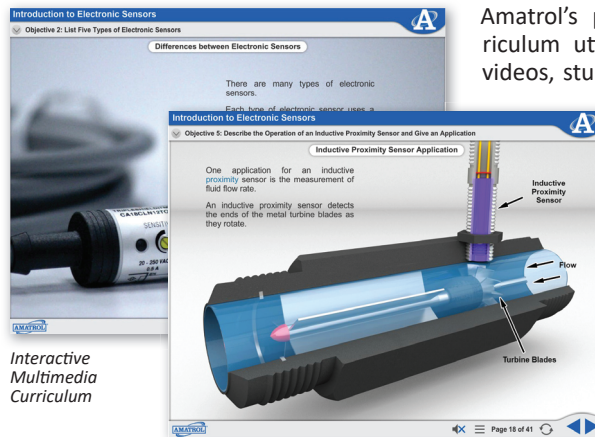 Amatrol's
riculum
videos,
Introduction to Electronic Sensors
A
Objective 2: List Five Types of Electronic Sensors
Differences between Electronic Sensors
There are many types of electronic
sensors.
Each type of electronic sensor uses a
CA18CLN12TC
SENSIT
20 - 250 VAC
AMATROL
Introduction to Electronic Sensors
A
Objective 5: Describe the Operation of an Inductive Proximity Sensor and Give an Application
Inductive Proximity Sensor Application
One application for an inductive
proximity sensor is the measurement of
fluid flow rate.
An inductive proximity sensor detects
the ends of the metal turbine blades as
they rotate.
Inductive
Proximity
Sensor
Flow
Turbine Blades
AMATROL
Page 18 of 41
Interactive
Multimedia
Curriculum